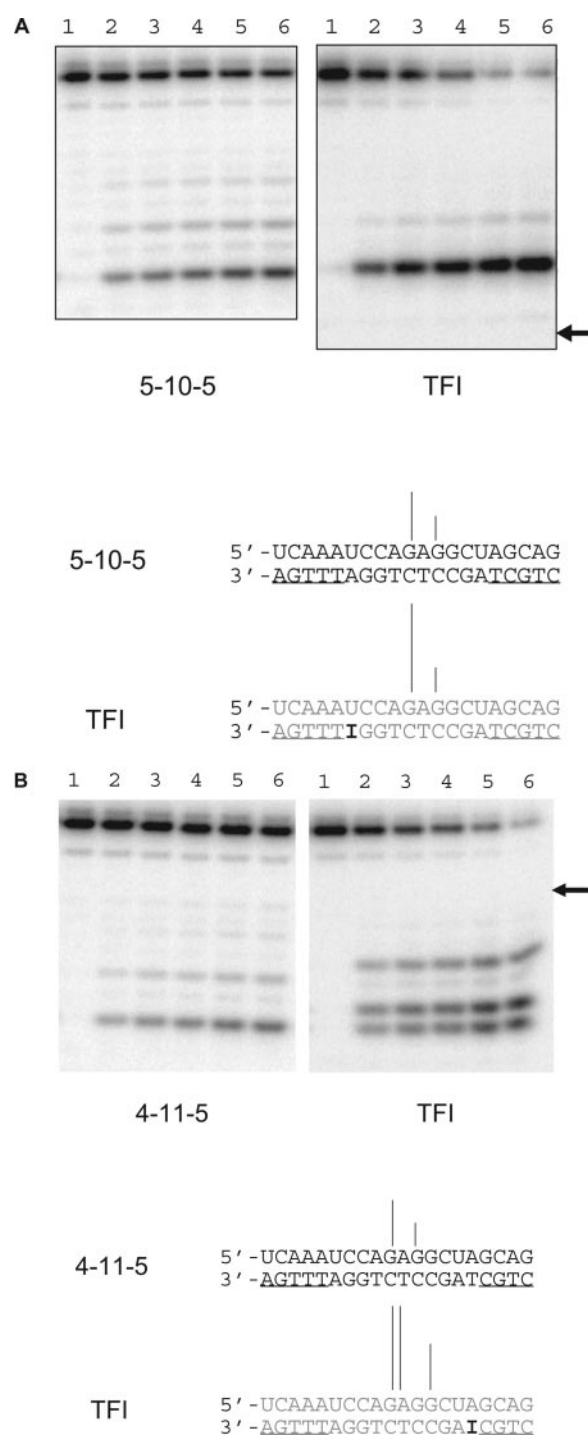 A 1 2 3 4 5 6 1 2 3 4 5 6
5-10-5 TFI
5-10-5
5′-UCAAAUCCAGAGGCUAGCAG
3′-AGTTTAGGTCTCCGATCGTC
TFI
5′-UCAAAUCCAGAGGCUAGCAG
3′-AGTTTIGGTCTCCGATCGTC
B 1 2 3 4 5 6 1 2 3 4 5 6
4-11-5 TFI
4-11-5
5′-UCAAAUCCAGAGGCUAGCAG
3′-AGTTTAGGTCTCCGATCGTC
TFI
5′-UCAAAUCCAGAGGCUAGCAG
3′-AGTTTAGGTCTCCGAICGTC